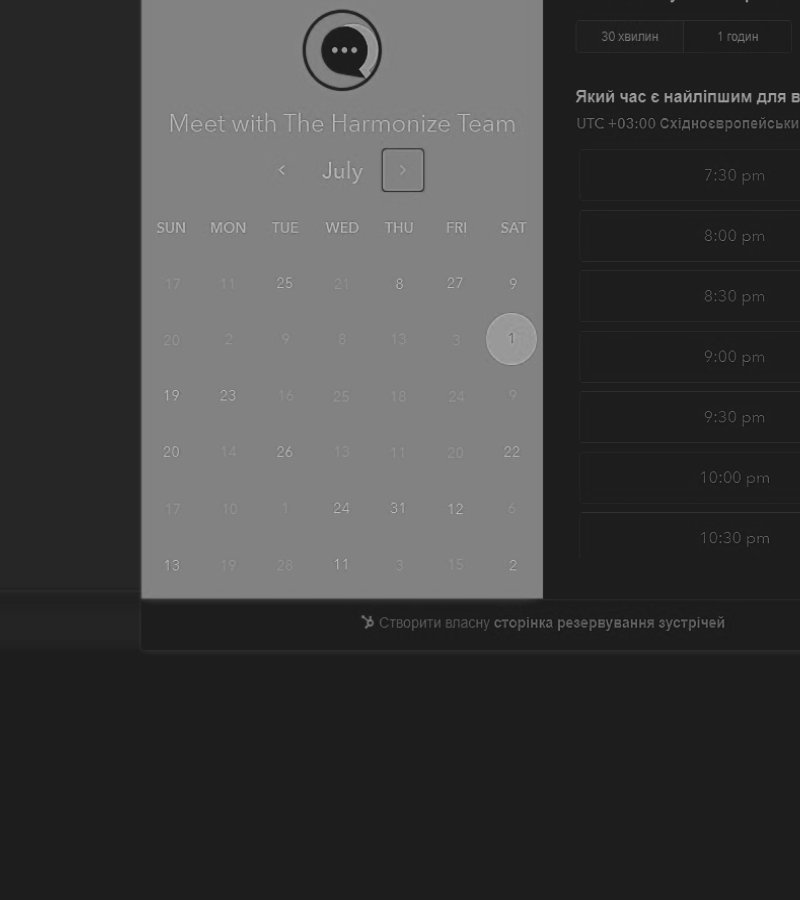 30 хвилин 1 годин
Meet with The Harmonize Team
July
SUN MON TUE WED THU FRI SAT
17 11 25 21 8 27 9
20 2 9 8 13 3 1
19 23 16 25 18 24 9
20 14 26 13 11 20 22
17 10 1 24 31 12 6
13 19 28 11 3 15 2
Який час є найліпшим для
UTC +03:00
7:30 pm
8:00 pm
8:30 pm
9:00 pm
9:30 pm
10:00 pm
10:30 pm
Створити власну сторінка резервування зустрічей